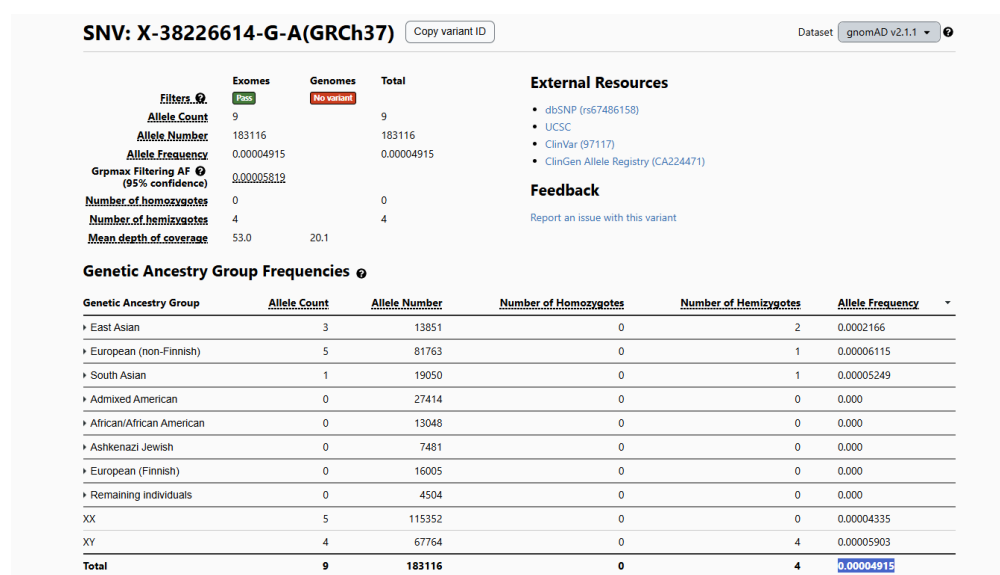 SNV: X-38226614-G-A(GRCh37) Copy variant ID Dataset gnomAD v2.1.1
Exomes Genomes Total
Filters Pass No variant
Allele Count 9 9
Allele Number 183116 183116
Allele Frequency 0.00004915 0.00004915
Grpmax Filtering AF
(95% confidence) 0.00005819
Number of homozygotes 0 0
Number of hemizygotes 4 4
Mean depth of coverage 53.0 20.1
External Resources
dbSNP (rs67486158)
UCSC
ClinVar (97117)
ClinGen Allele Registry (CA224471)
Feedback
Report an issue with this variant
Genetic Ancestry Group Frequencies
Genetic Ancestry Group Allele Count Allele Number Number of Homozygotes Number of Hemizygotes Allele Frequency
East Asian 3 13851 0 2 0.0002166
European (non-Finnish) 5 81763 0 1 0.00006115
South Asian 1 19050 0 1 0.00005249
Admixed American 0 27414 0 0 0.000
African/African American 0 13048 0 0 0.000
Ashkenazi Jewish 0 7481 0 0 0.000
European (Finnish) 0 16005 0 0 0.000
Remaining individuals 0 4504 0 0 0.000
XX 5 115352 0 0 0.00004335
XY 4 67764 0 4 0.00005903
Total 9 183116 0 4 0.00004915